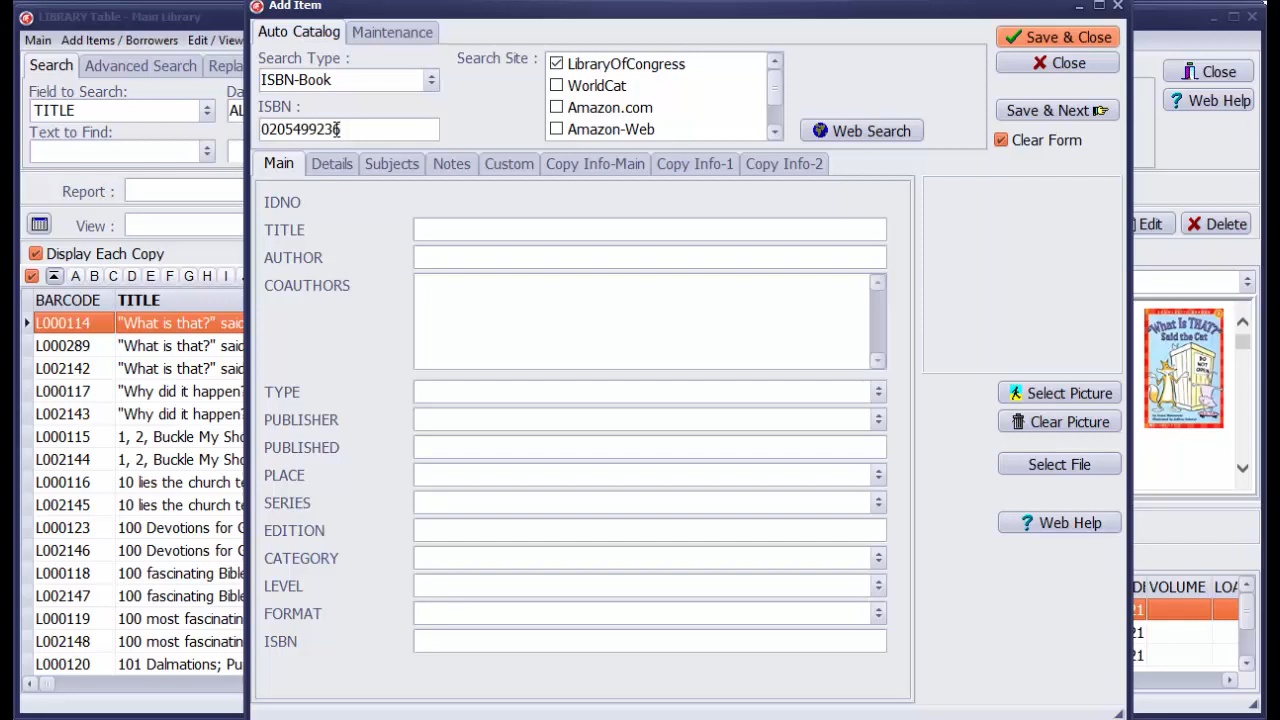 LIBRARY Table - Main Library
Main Add Items / Borrowers Edit / View
Search Advanced Search Repla
Field to Search: Da
TITLE AL
Text to Find:
Report :
View :
Display Each Copy
A B C D E F G H I
BARCODE TITLE
L000114 "What is that?" said
L000289 "What is that?" said
L002142 "What is that?" said
L000117 "Why did it happen?
L002143 "Why did it happen?
L000115 1, 2, Buckle My Sho
L002144 1, 2, Buckle My Sho
L000116 10 lies the church te
L002145 10 lies the church te
L000123 100 Devotions for G
L002146 100 Devotions for G
L000118 100 fascinating Bible
L002147 100 fascinating Bible
L000119 100 most fascinatin
L002148 100 most fascinatin
L000120 101 Dalmations; Pu
Add Item
Auto Catalog Maintenance
Search Type :
ISBN-Book
ISBN :
Search Site :
LibraryOfCongress
WorldCat
Amazon.com
Amazon-Web
Web Search
Save & Close
Close
Save & Next
Clear Form
Main Details Subjects Notes Custom Copy Info-Main Copy Info-1 Copy Info-2
IDNO
TITLE
AUTHOR
COAUTHORS
TYPE
PUBLISHER
PUBLISHED
PLACE
SERIES
EDITION
CATEGORY
LEVEL
FORMAT
ISBN
Select Picture
Clear Picture
Select File
Web Help
Close
Web Help
Edit Delete
What Is THAT?
Said the Cat
DO NOT OPEN
DI VOLUME LOA
21
21
21